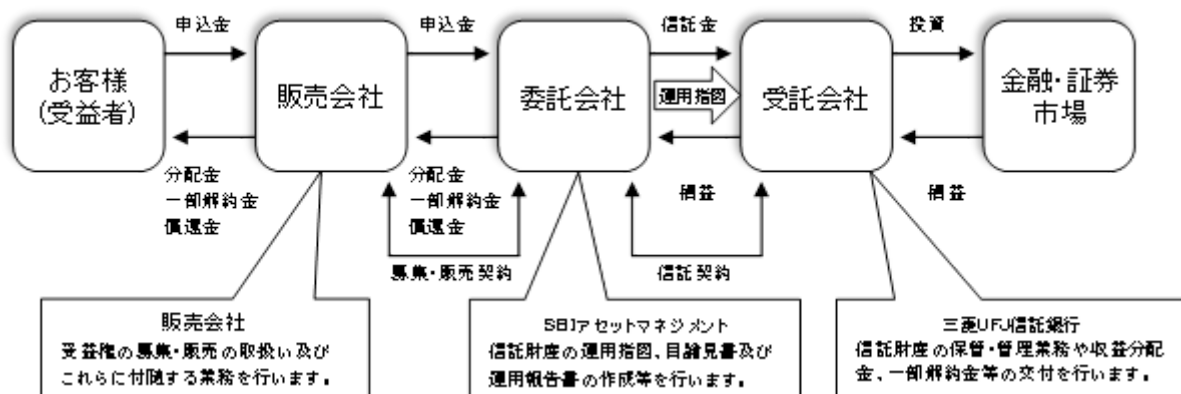 申込金
申込金
信託金
投資
お客様
(受益者)
販売会社
委託会社
運用指図
受託会社
金融・証券
市場
分配金
一部解約金
償還金
分配金
一部解約金
償還金
損益
損益
募集・販売契約
信託契約
販売会社
受益権の募集・販売の取扱い及び
これらに付随する業務を行います。
SBIアセットマネジメント
信託財産の運用指図、目論見書及び
運用報告書の作成等を行います。
三菱UFJ信託銀行
信託財産の保管・管理業務や収益分配
金、一部解約金等の交付を行います。